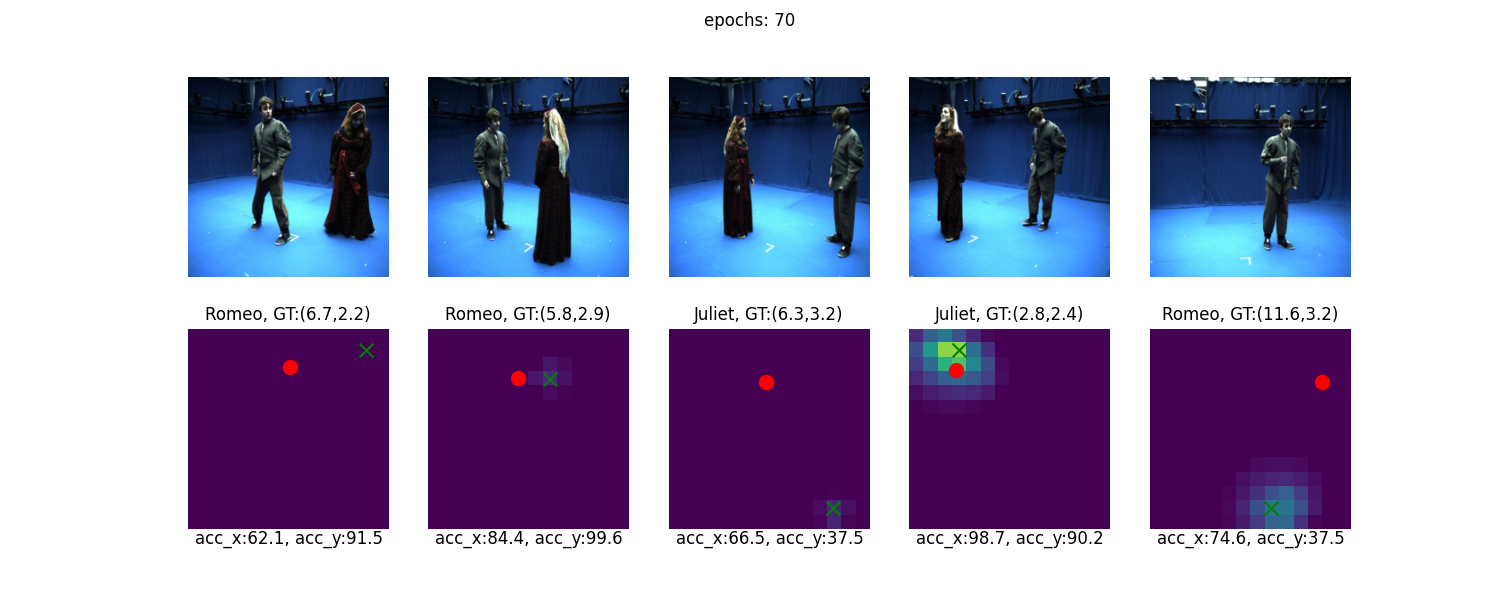 epochs: 70
Romeo, GT:(6.7,2.2)
Romeo, GT:(5.8,2.9)
Juliet, GT:(6.3,3.2)
Juliet, GT:(2.8,2.4)
Romeo, GT:(11.6,3.2)
acc_x:62.1, acc_y:91.5
acc_x:84.4, acc_y:99.6
acc_x:66.5, acc_y:37.5
acc_x:98.7, acc_y:90.2
acc_x:74.6, acc_y:37.5